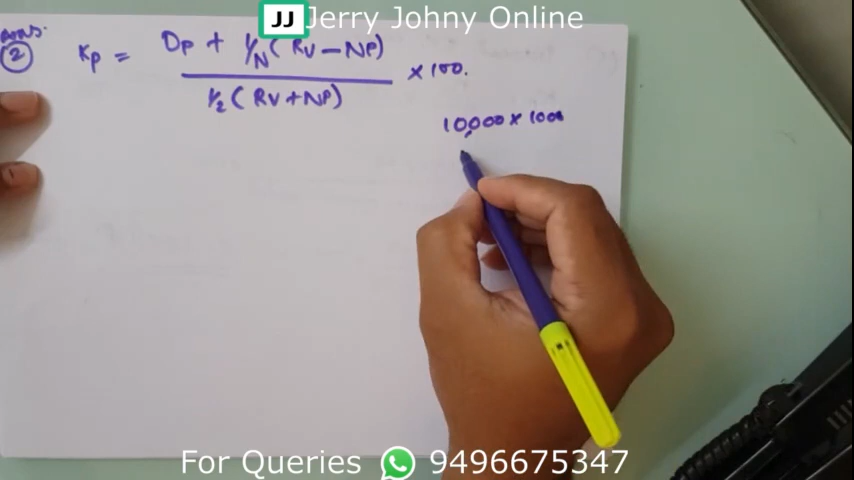 JJ Jerry Johny Online
ans.
② Kp = Dp + 1/N (RV - NP)
1/2 (RV + NP) × 100.
10,000 × 1000
For Queries 9496675347